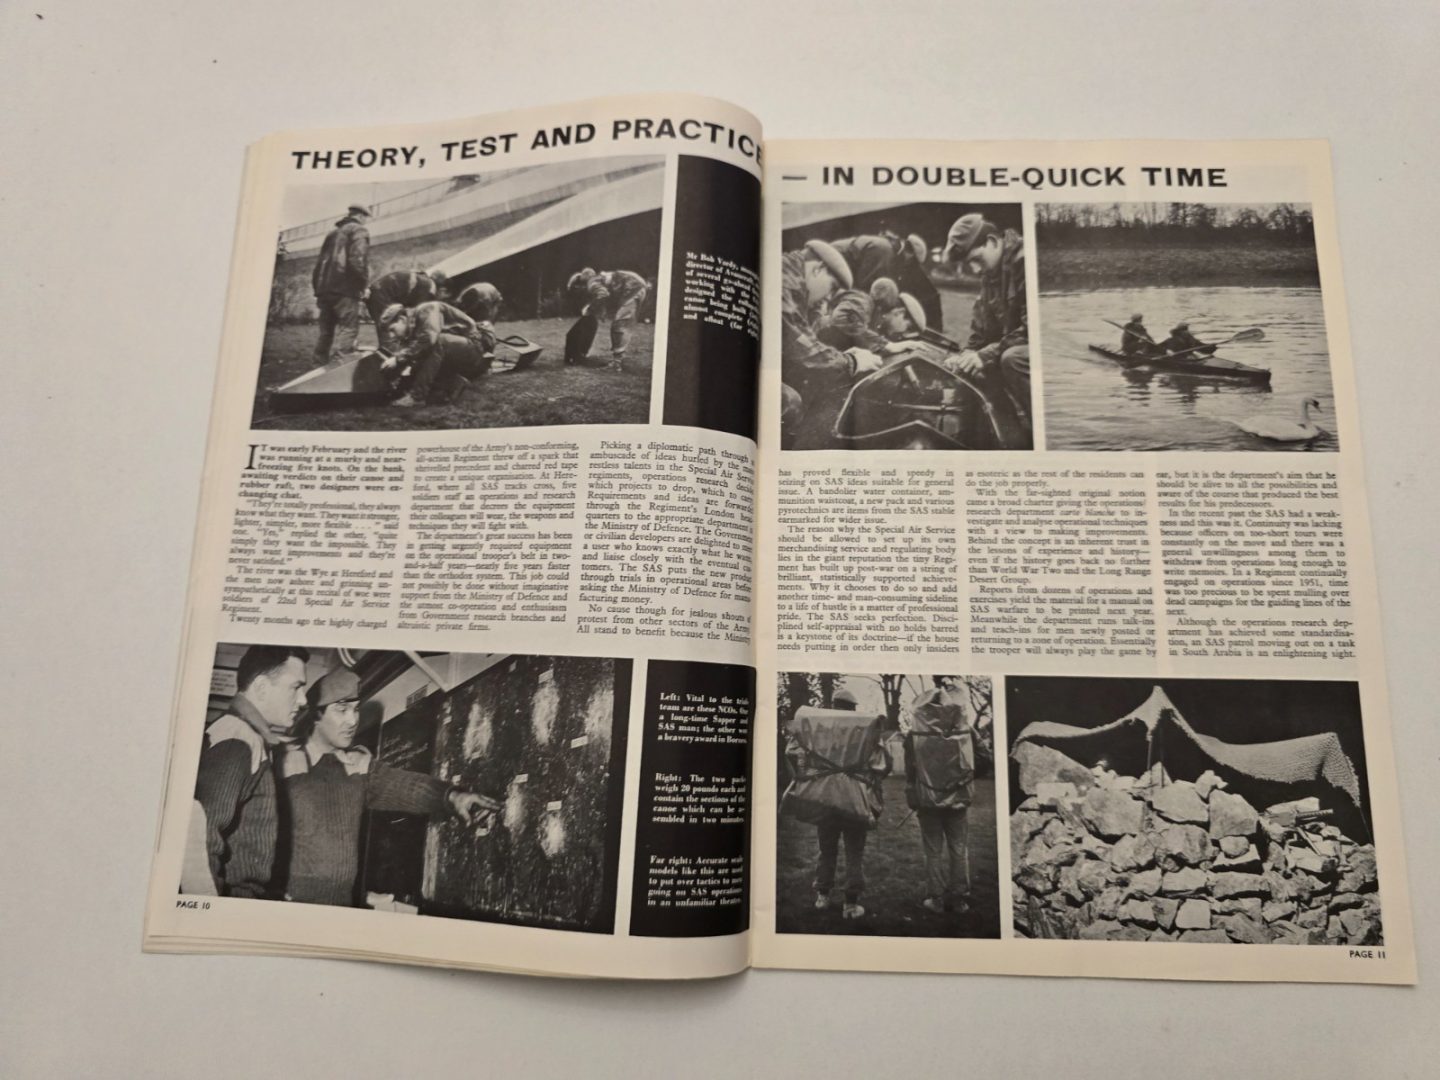 THEORY, TEST AND PRACTICE
— IN DOUBLE-QUICK TIME
Mr Bob Vardy,
director of
of several go-ahead
working with the
designed the
canoe being built
almost complete
and afloat (far
IT was early February and the river
was running at a murky and near-
freezing five knots. On the bank,
awaiting verdicts on their canoe and
rubber raft, two designers were ex-
changing chat.
"They're totally professional, they always
know what they want. They want it stronger,
lighter, simpler, more flexible . . ." said
one. "Yes," replied the other, "quite
simply they want the impossible. They
always want improvements and they're
never satisfied."
The river was the Wye at Hereford and
the men now ashore and grinning un-
sympathetically at this recital of woe were
soldiers of 22nd Special Air Service
Regiment.
Twenty months ago the highly charged
powerhouse of the Army's non-conforming,
all-action Regiment threw off a spark that
shrivelled precedent and charred red tape
to create a unique organisation. At Here-
ford, where all SAS tracks cross, five
soldiers staff an operations and research
department that decrees the equipment
their colleagues will wear, the weapons and
techniques they will fight with.
The department's great success has been
in getting urgently required equipment
on the operational trooper's belt in two-
and-a-half years—nearly five years faster
than the orthodox system. This job could
not possibly be done without imaginative
support from the Ministry of Defence and
the utmost co-operation and enthusiasm
from Government research branches and
altruistic private firms.
Picking a diplomatic path through
ambuscade of ideas hurled by the
restless talents in the Special Air Service
regiments, operations research
which projects to drop, which to
Requirements and ideas are forwarded
through the Regiment's London
quarters to the appropriate department
the Ministry of Defence. The Government
or civilian developers are delighted to
a user who knows exactly what he wants
and liaise closely with the eventual
tomers. The SAS puts the new
through trials in operational areas before
asking the Ministry of Defence for
facturing money.
No cause though for jealous shouts
protest from other sectors of the Army.
All stand to benefit because the Ministry
has proved flexible and speedy in
seizing on SAS ideas suitable for general
issue. A bandolier water container, am-
munition waistcoat, a new pack and various
pyrotechnics are items from the SAS stable
earmarked for wider issue.
The reason why the Special Air Service
should be allowed to set up its own
merchandising service and regulating body
lies in the giant reputation the tiny Regi-
ment has built up post-war on a string of
brilliant, statistically supported achieve-
ments. Why it chooses to do so and add
another time- and man-consuming sideline
to a life of hustle is a matter of professional
pride. The SAS seeks perfection. Disci-
plined self-appraisal with no holds barred
is a keystone of its doctrine—if the house
needs putting in order then only insiders
as esoteric as the rest of the residents can
do the job properly.
With the far-sighted original notion
came a broad charter giving the operations/
research department carte blanche to in-
vestigate and analyse operational techniques
with a view to making improvements.
Behind the concept is an inherent trust in
the lessons of experience and history—
even if the history goes back no further
than World War Two and the Long Range
Desert Group.
Reports from dozens of operations and
exercises yield the material for a manual on
SAS warfare to be printed next year.
Meanwhile the department runs talk-ins
and teach-ins for men newly posted or
returning to a zone of operation. Essentially
the trooper will always play the game by
ear, but it is the department's aim that he
should be alive to all the possibilities and
aware of the course that produced the best
results for his predecessors.
In the recent past the SAS had a weak-
ness and this was it. Continuity was lacking
because officers on too-short tours were
constantly on the move and there was a
general unwillingness among them to
withdraw from operations long enough to
write memoirs. In a Regiment continually
engaged on operations since 1951, time
was too precious to be spent mulling over
dead campaigns for the guiding lines of the
next.
Although the operations research dep-
artment has achieved some standardisa-
tion, an SAS patrol moving out on a task
in South Arabia is an enlightening sight.
Left: Vital to the trials
team are these NCOs. One
a long-time Sapper and
SAS man; the other won
a bravery award in Borneo.
Right: The two packs
weigh 20 pounds each and
contain the sections of the
canoe which can be as-
sembled in two minutes.
Far right: Accurate scale
models like this are used
to put over tactics to men
going on SAS operations
in an unfamiliar theatre.
PAGE 10
PAGE 11